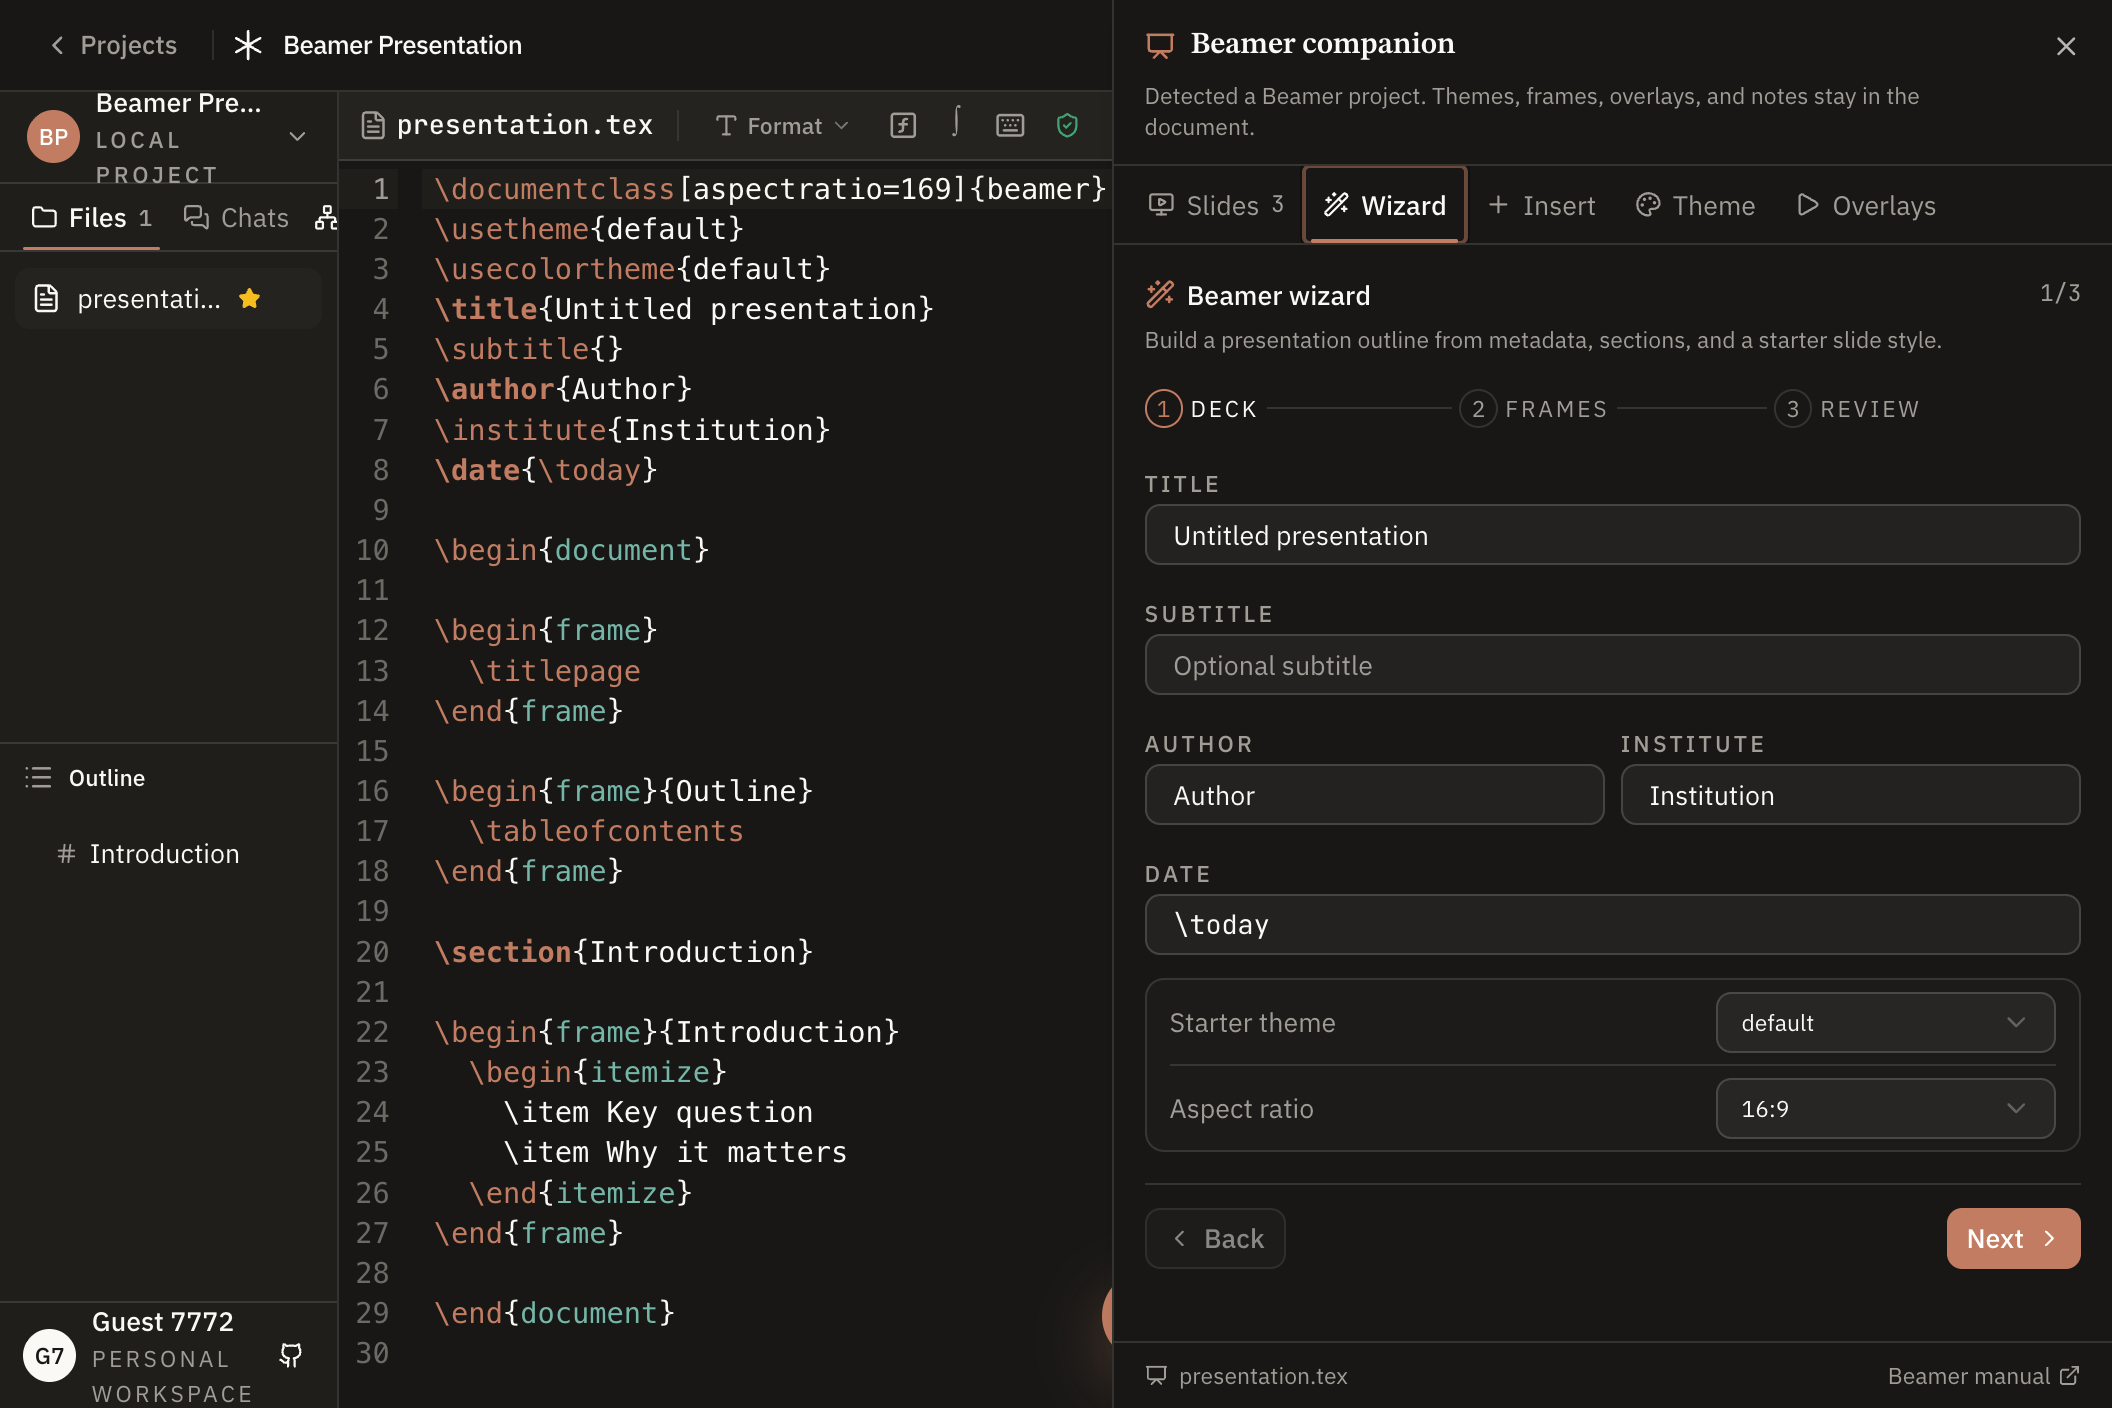 Projects
Beamer Presentation
BP
Beamer Pre...
LOCAL
PROJECT
Files 1
Chats
presentati...
Outline
# Introduction
G7
Guest 7772
PERSONAL
WORKSPACE
presentation.tex
Format
1 \documentclass[aspectratio=169]{beamer}
2 \usetheme{default}
3 \usecolortheme{default}
4 \title{Untitled presentation}
5 \subtitle{}
6 \author{Author}
7 \institute{Institution}
8 \date{\today}
9
10 \begin{document}
11
12 \begin{frame}
13   \titlepage
14 \end{frame}
15
16 \begin{frame}{Outline}
17   \tableofcontents
18 \end{frame}
19
20 \section{Introduction}
21
22 \begin{frame}{Introduction}
23   \begin{itemize}
24     \item Key question
25     \item Why it matters
26   \end{itemize}
27 \end{frame}
28
29 \end{document}
30
Beamer companion
Detected a Beamer project. Themes, frames, overlays, and notes stay in the
document.
Slides 3
Wizard
Insert
Theme
Overlays
Beamer wizard
1/3
Build a presentation outline from metadata, sections, and a starter slide style.
1 DECK
2 FRAMES
3 REVIEW
TITLE
Untitled presentation
SUBTITLE
Optional subtitle
AUTHOR
Author
INSTITUTE
Institution
DATE
\today
Starter theme
default
Aspect ratio
16:9
Back
Next
presentation.tex
Beamer manual